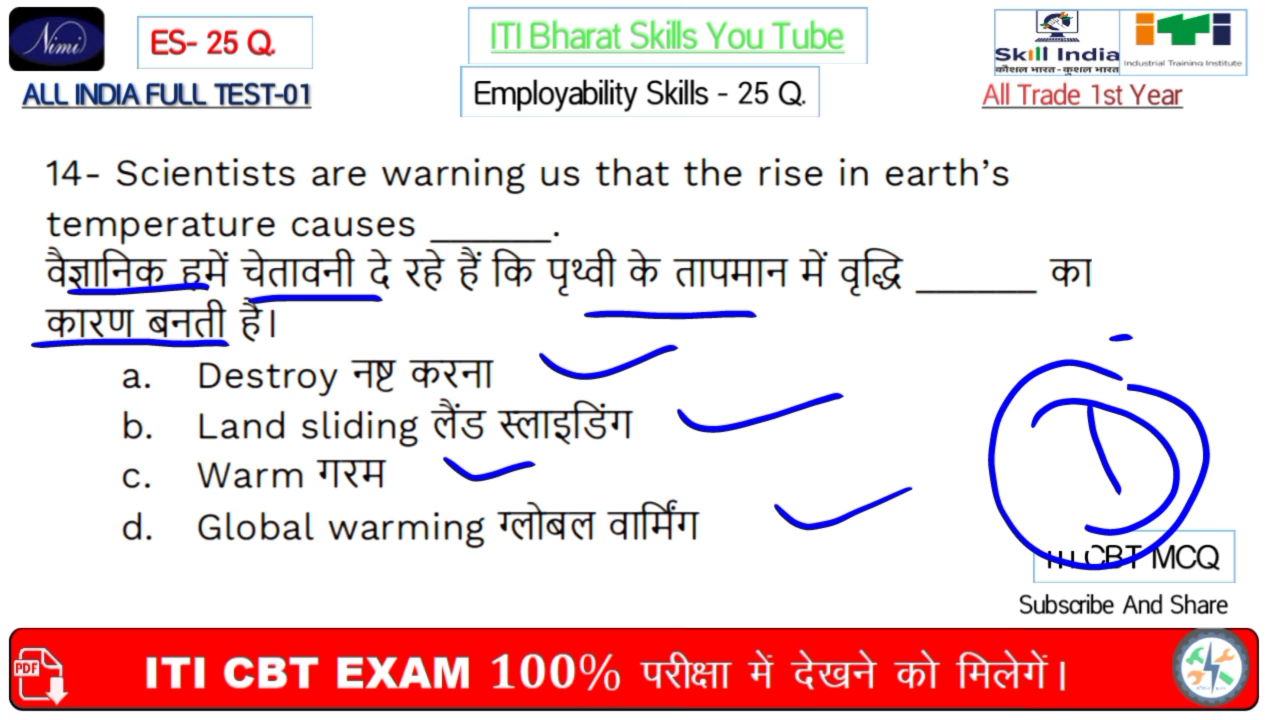 Nimi
ES- 25 Q.
ITI Bharat Skills You Tube
Skill India
कौशल भारत - कुशल भारत
iTi
Industrial Training Institute
ALL INDIA FULL TEST-01
Employability Skills - 25 Q.
All Trade 1st Year
14- Scientists are warning us that the rise in earth's
temperature causes ______.
वैज्ञानिक हमें चेतावनी दे रहे हैं कि पृथ्वी के तापमान में वृद्धि ______ का
कारण बनती है।
a. Destroy नष्ट करना
b. Land sliding लैंड स्लाइडिंग
c. Warm गरम
d. Global warming ग्लोबल वार्मिंग
D
ITI CBT MCQ
Subscribe And Share
PDF
ITI CBT EXAM 100% परीक्षा में देखने को मिलेगें।